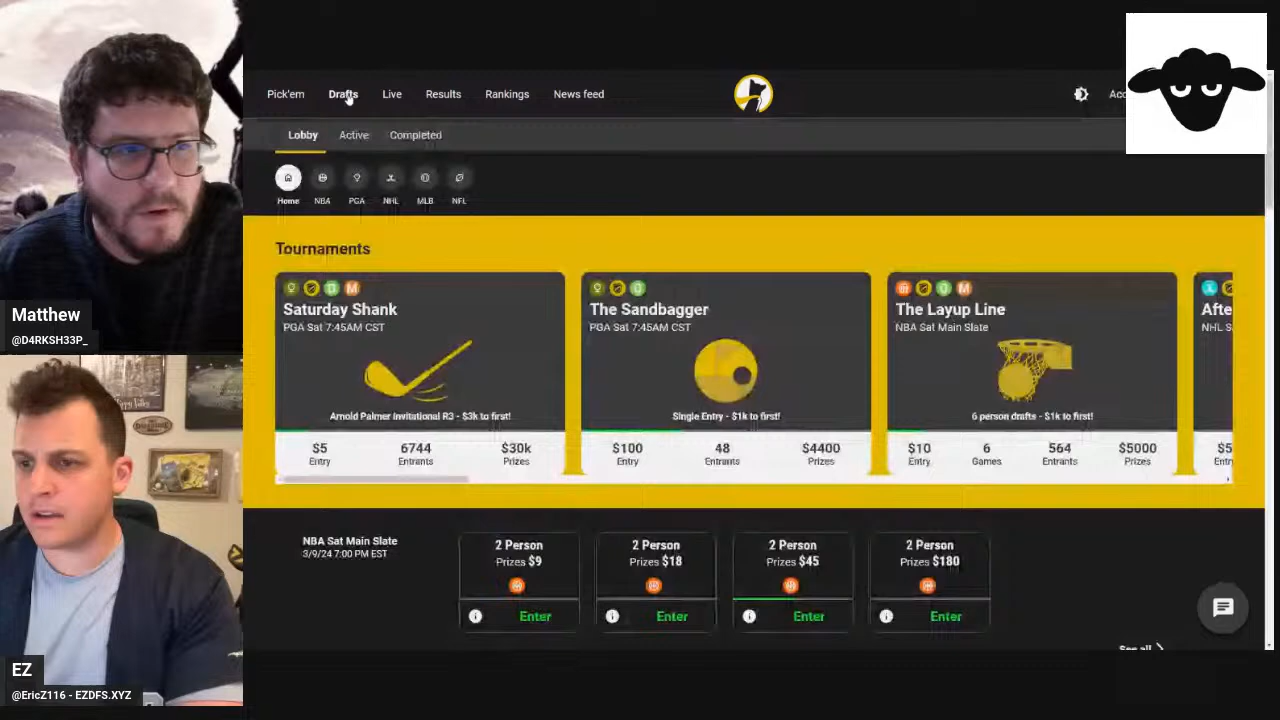 Pick'em Drafts Live Results Rankings News feed
Lobby Active Completed
Home NBA PGA NHL MLB NFL
Tournaments
Saturday Shank
PGA Sat 7:45AM CST
Arnold Palmer Invitational R3 - $3k to first!
$5 6744 $30k
Entry Entrants Prizes
The Sandbagger
PGA Sat 7:45AM CST
Single Entry - $1k to first!
$100 48 $4400
Entry Entrants Prizes
The Layup Line
NBA Sat Main Slate
6 person drafts - $1k to first!
$10 6 564 $5000
Entry Games Entrants Prizes
NBA Sat Main Slate
3/9/24 7:00 PM EST
2 Person
Prizes $9
Enter
2 Person
Prizes $18
Enter
2 Person
Prizes $45
Enter
2 Person
Prizes $180
Enter
Matthew
@D4RKSH33P_
EZ
@EricZ116 - EZDFS.XYZ